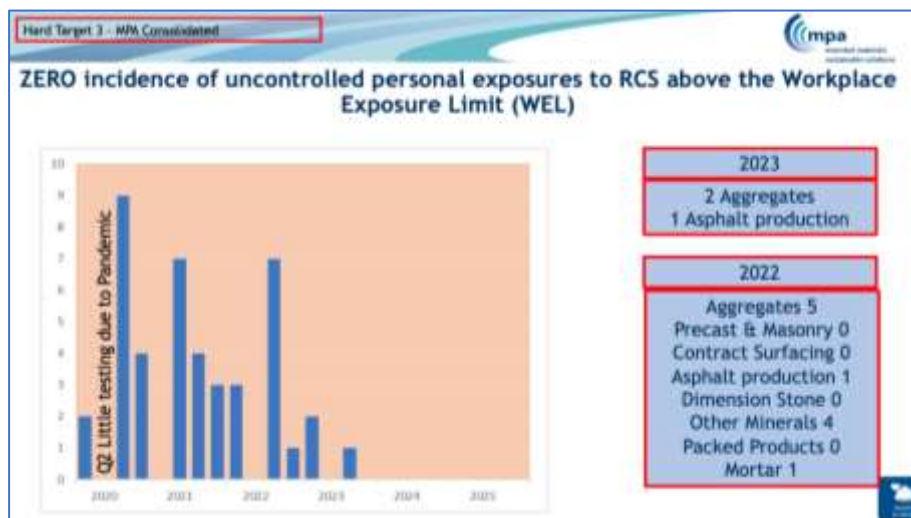 Hard Target 3 - MPA Consolidated
mpa
ZERO incidence of uncontrolled personal exposures to RCS above the Workplace
Exposure Limit (WEL)
10
9
8
7
6
5
4
3
2
1
0
Q2 Little testing due to Pandemic
2020
2021
2022
2023
2024
2025
2023
2 Aggregates
1 Asphalt production
2022
Aggregates 5
Precast & Masonry 0
Contract Surfacing 0
Asphalt production 1
Dimension Stone 0
Other Minerals 4
Packed Products 0
Mortar 1